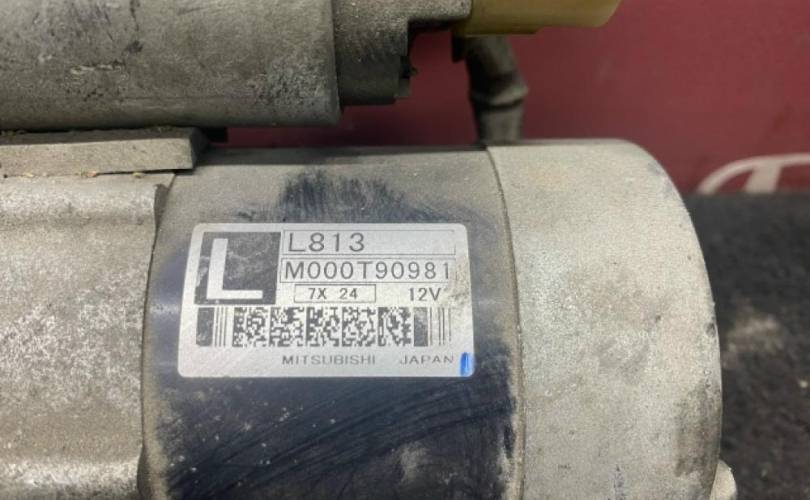 L
L813
M000T90981
7X 24 12V
MITSUBISHI JAPAN